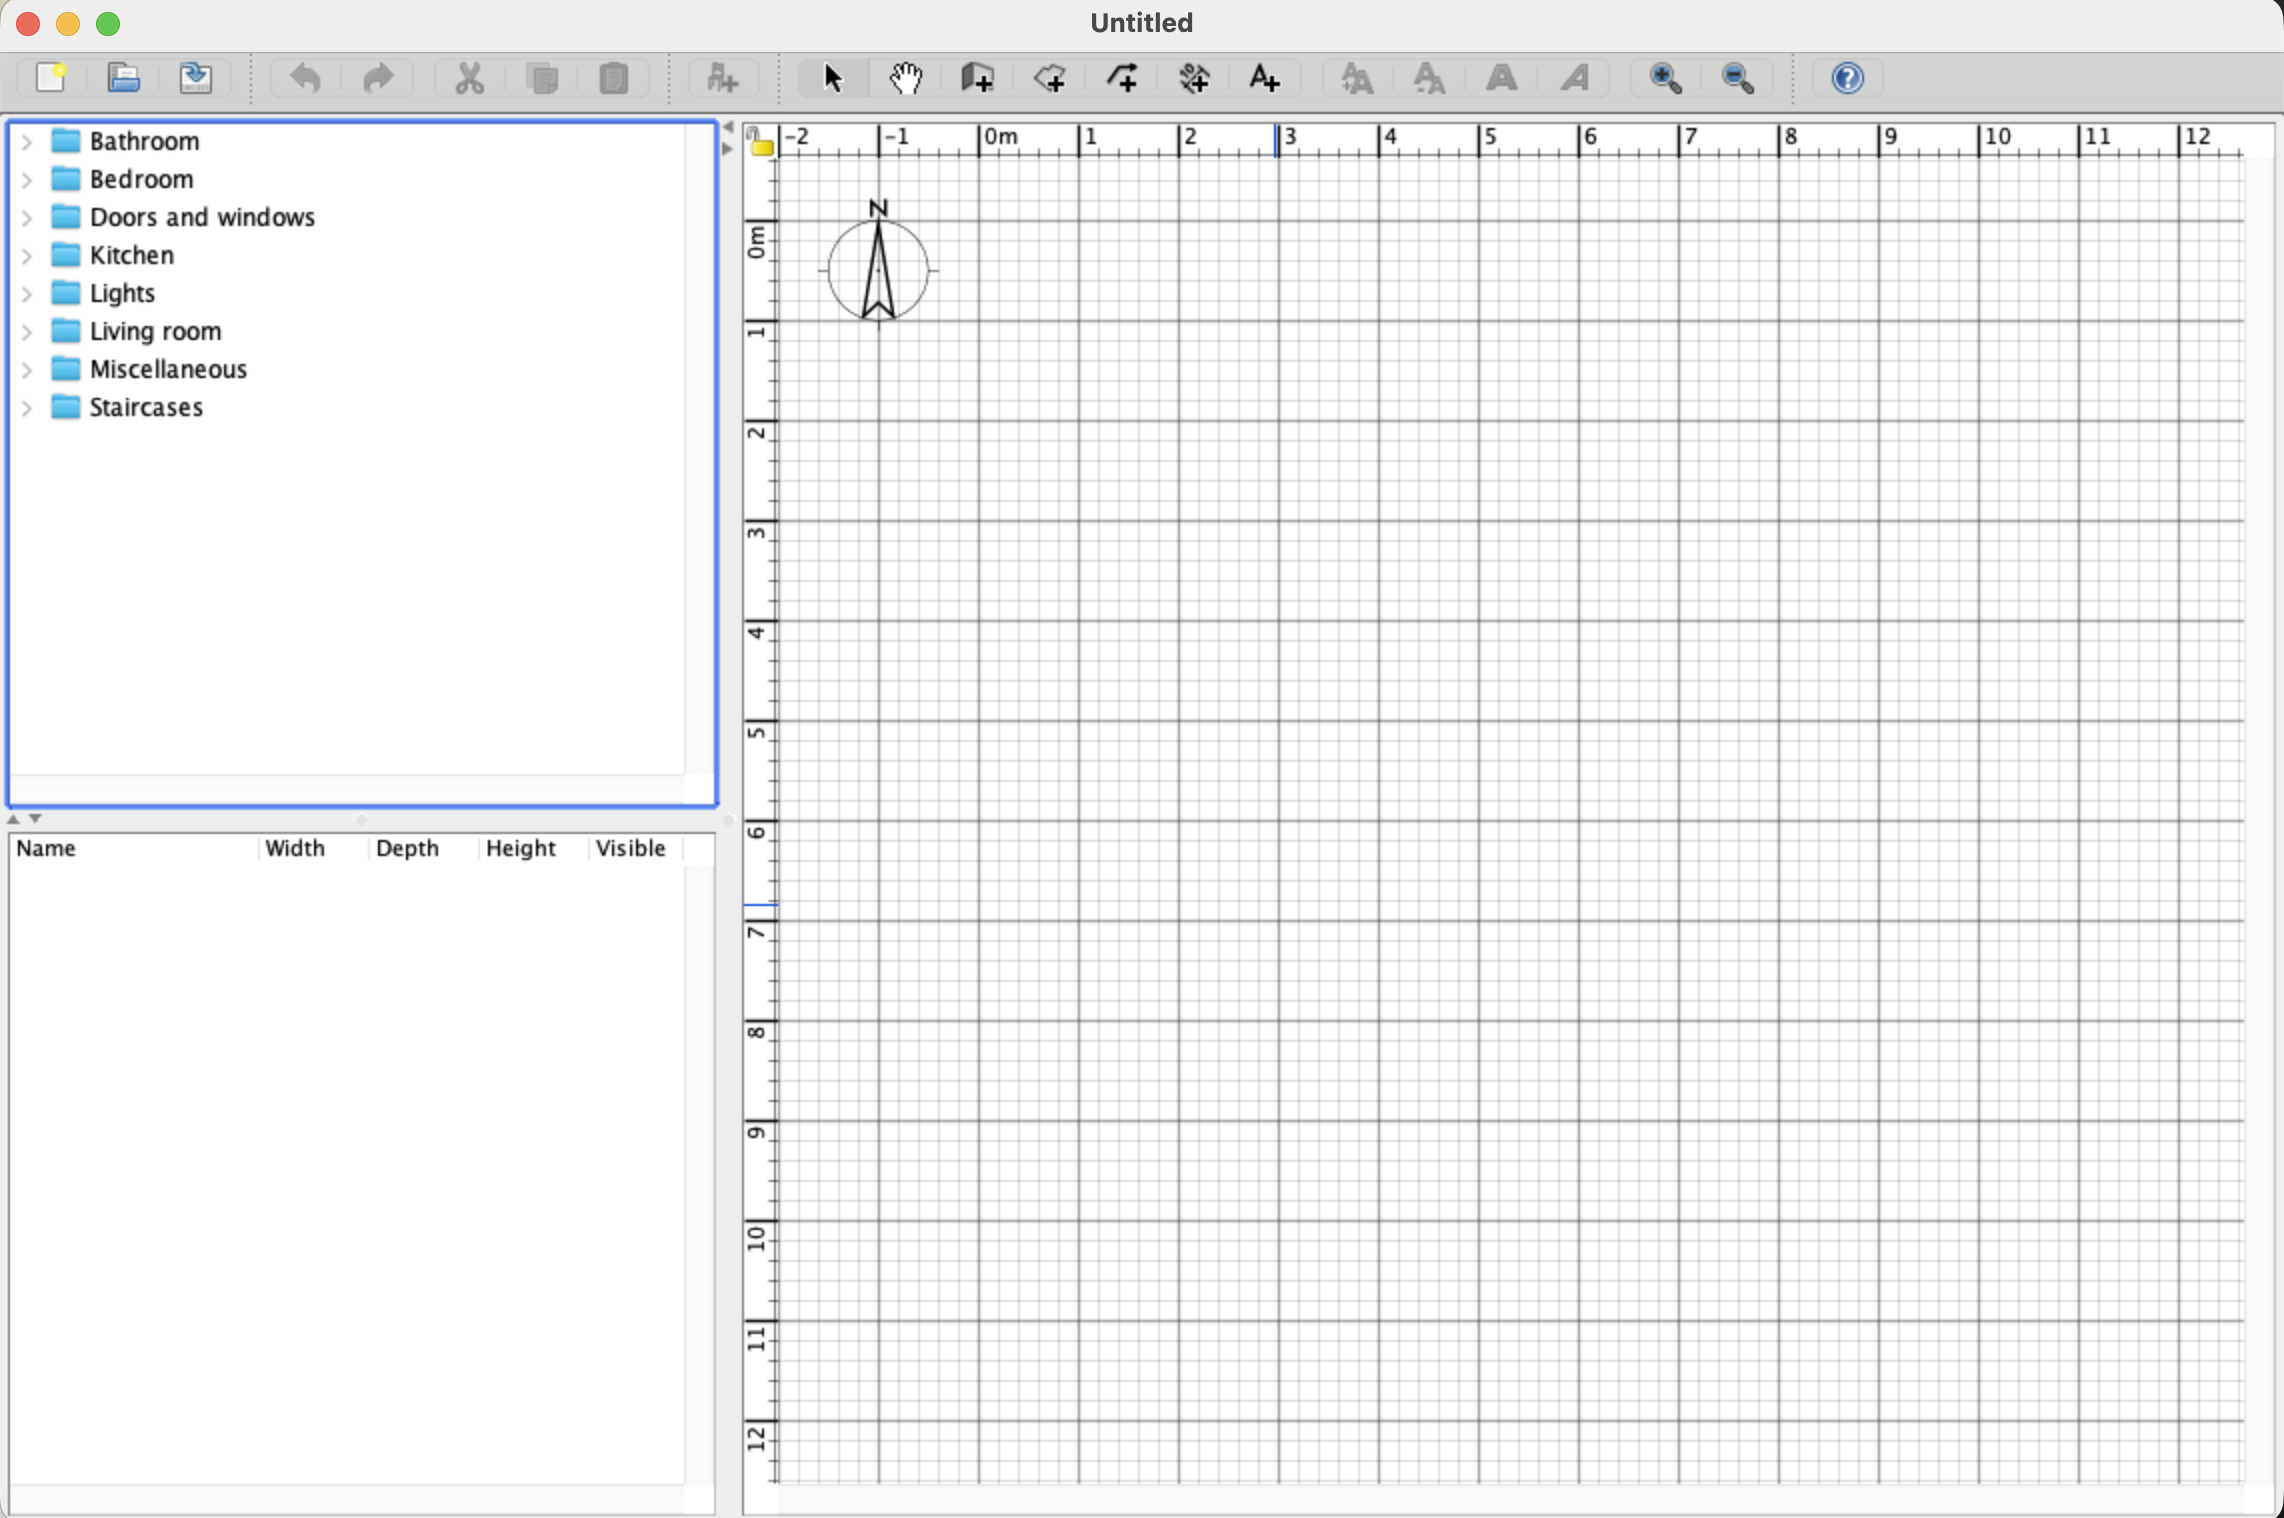 Untitled
Bathroom
Bedroom
Doors and windows
Kitchen
Lights
Living room
Miscellaneous
Staircases
Name Width Depth Height Visible
-2 -1 0m 1 2 3 4 5 6 7 8 9 10 11 12
N
0m
1
2
3
4
5
6
7
8
9
10
11
12